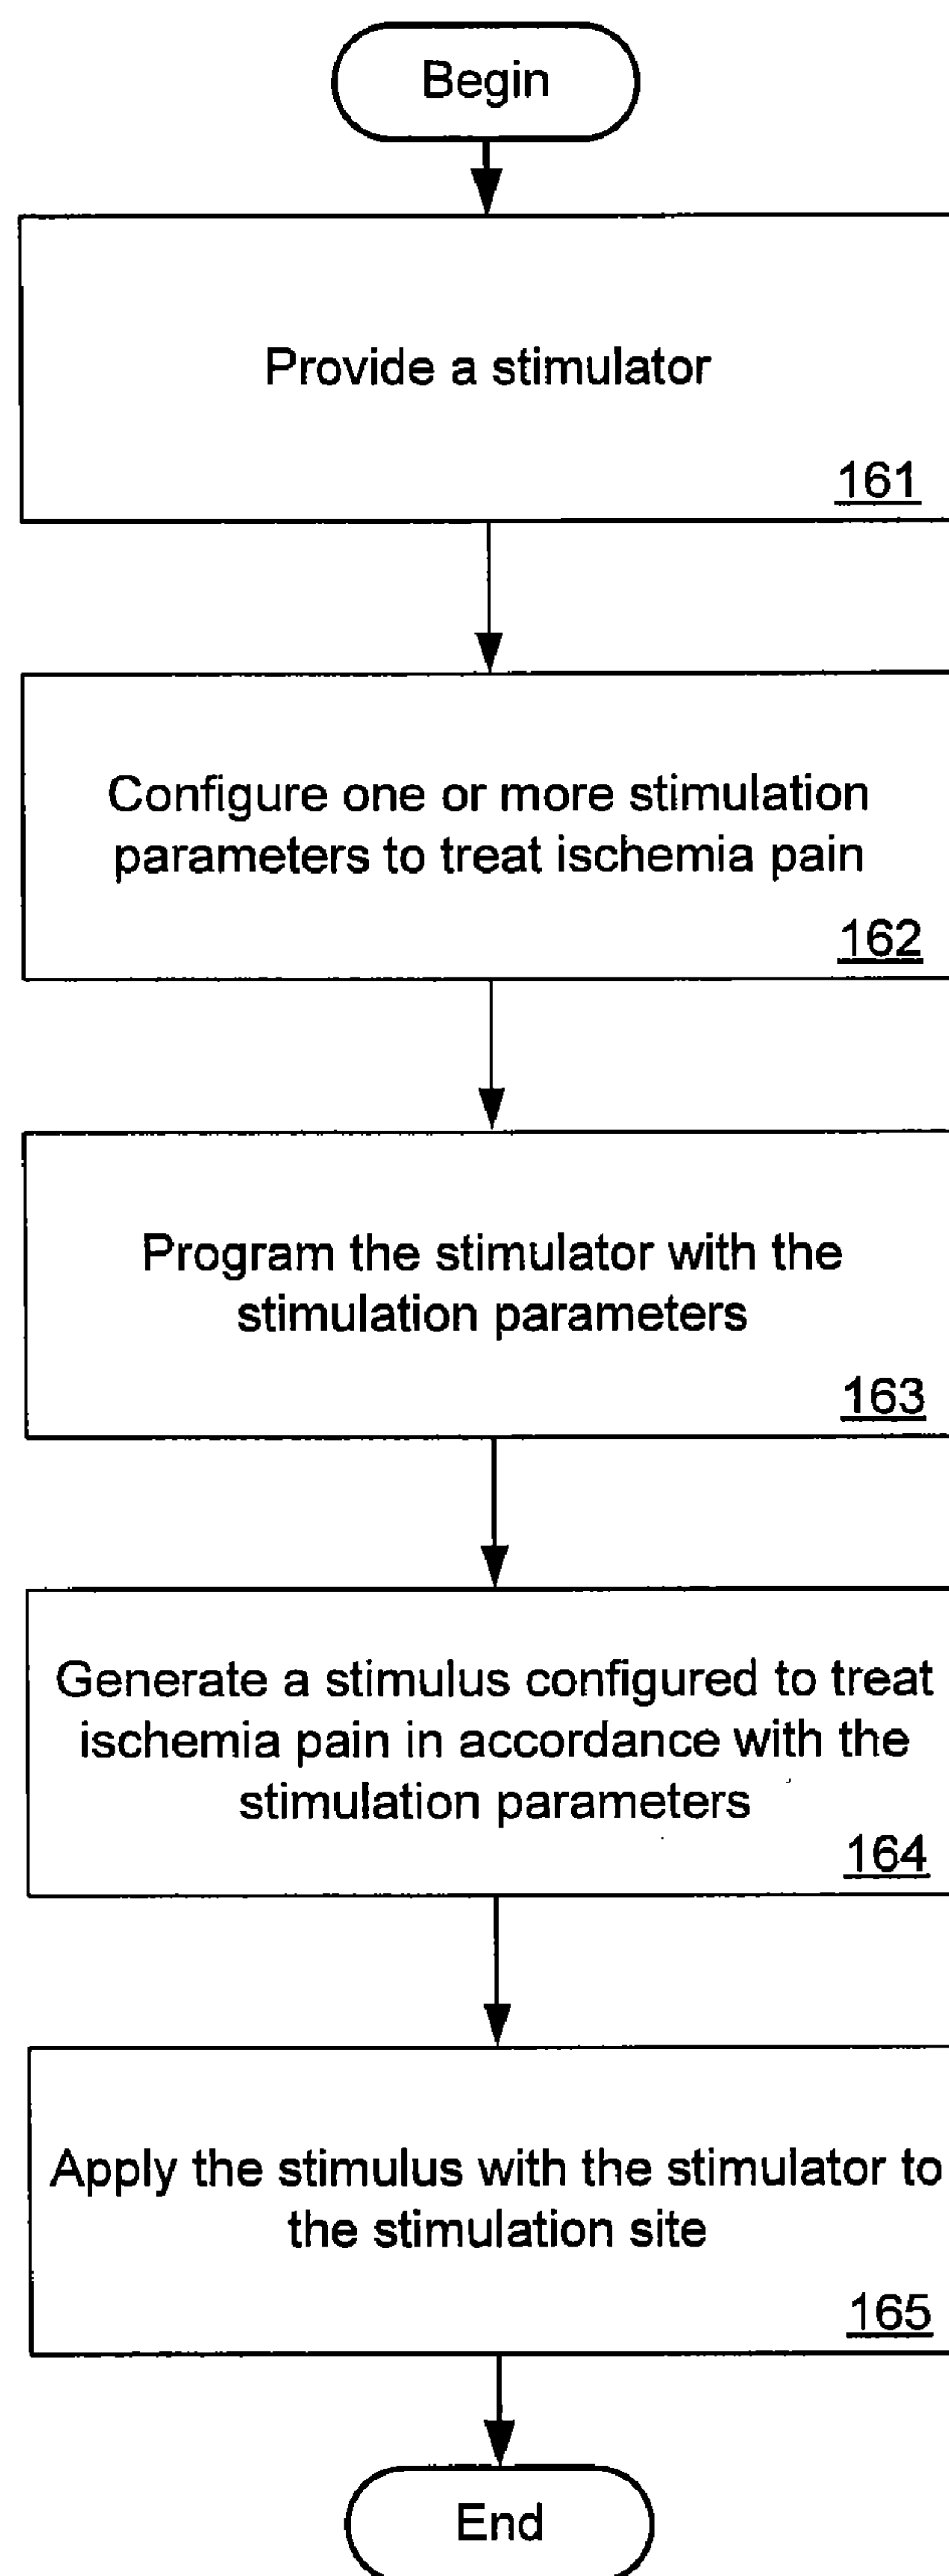 Begin
Provide a stimulator
161
Configure one or more stimulation
parameters to treat ischemia pain
162
Program the stimulator with the
stimulation parameters
163
Generate a stimulus configured to treat
ischemia pain in accordance with the
stimulation parameters
164
Apply the stimulus with the stimulator to
the stimulation site
165
End